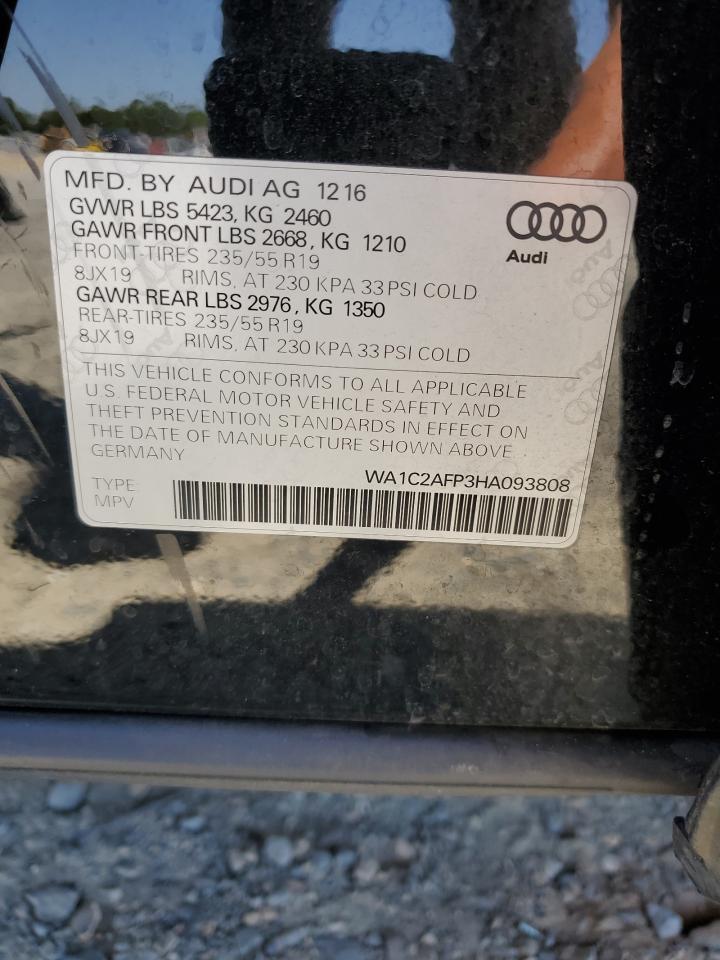 MFD. BY AUDI AG 1216
GVWR LBS 5423, KG 2460
GAWR FRONT LBS 2668, KG 1210
FRONT-TIRES 235/55 R19
8JX19 RIMS, AT 230 KPA 33 PSI COLD
GAWR REAR LBS 2976, KG 1350
REAR-TIRES 235/55 R19
8JX19 RIMS, AT 230 KPA 33 PSI COLD
Audi
THIS VEHICLE CONFORMS TO ALL APPLICABLE
U.S. FEDERAL MOTOR VEHICLE SAFETY AND
THEFT PREVENTION STANDARDS IN EFFECT ON
THE DATE OF MANUFACTURE SHOWN ABOVE
GERMANY
WA1C2AFP3HA093808
TYPE
MPV
Audi